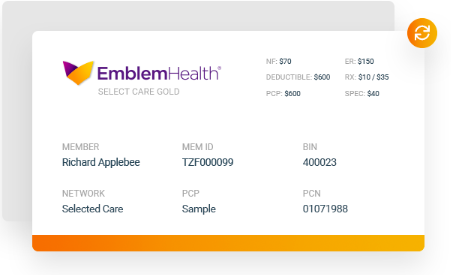 EmblemHealth®
SELECT CARE GOLD
NF: $70 ER: $150
DEDUCTIBLE: $600 RX: $10 / $35
PCP: $600 SPEC: $40
MEMBER MEM ID BIN
Richard Applebee TZF000099 400023
NETWORK PCP PCN
Selected Care Sample 01071988